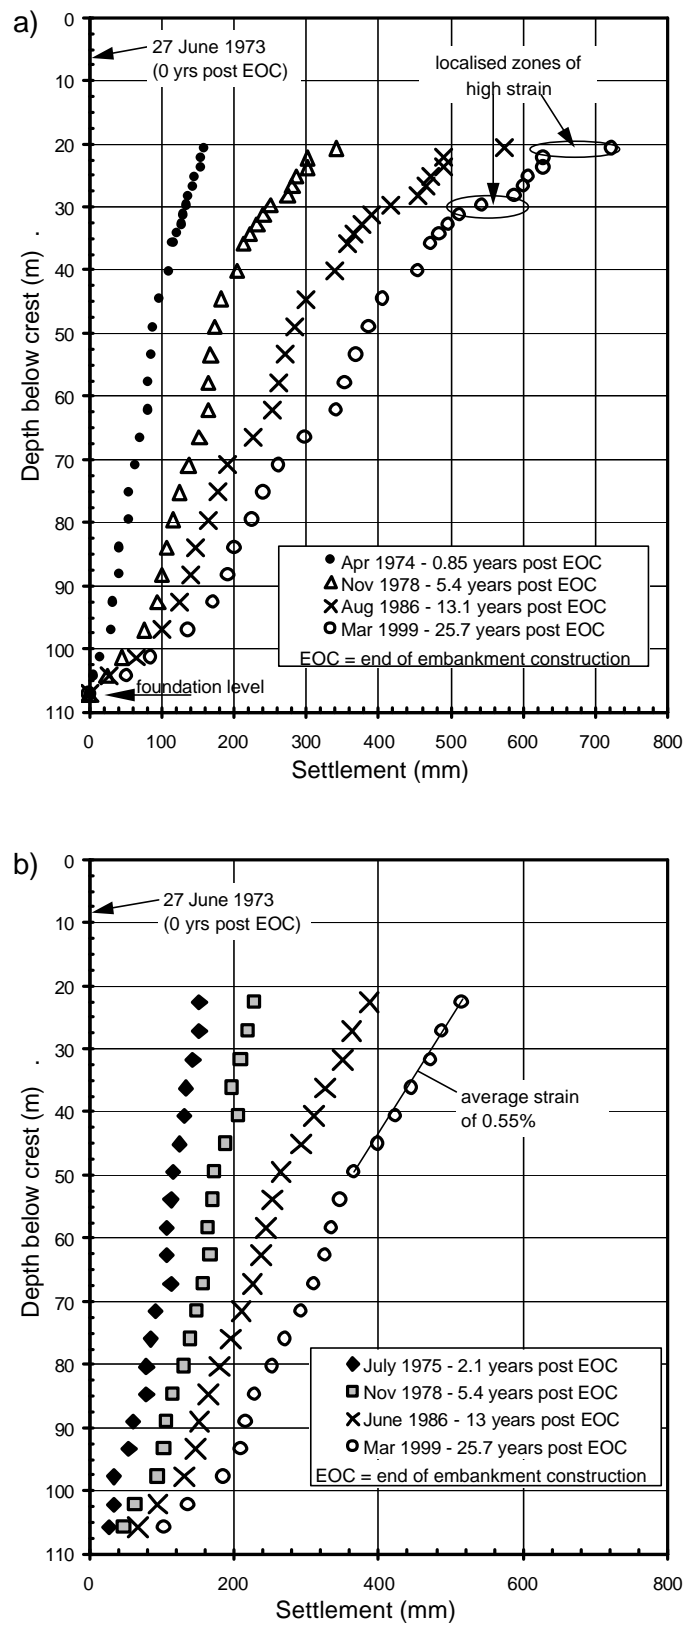 a)
0
10
20
30
40
50
60
70
80
90
100
110
Depth below crest (m) .
27 June 1973
(0 yrs post EOC)
localised zones of
high strain
Apr 1974 - 0.85 years post EOC
Nov 1978 - 5.4 years post EOC
Aug 1986 - 13.1 years post EOC
Mar 1999 - 25.7 years post EOC
EOC = end of embankment construction
foundation level
0 100 200 300 400 500 600 700 800
Settlement (mm)
b)
0
10
20
30
40
50
60
70
80
90
100
110
Depth below crest (m) .
27 June 1973
(0 yrs post EOC)
average strain
of 0.55%
July 1975 - 2.1 years post EOC
Nov 1978 - 5.4 years post EOC
June 1986 - 13 years post EOC
Mar 1999 - 25.7 years post EOC
EOC = end of embankment construction
0 200 400 600 800
Settlement (mm)